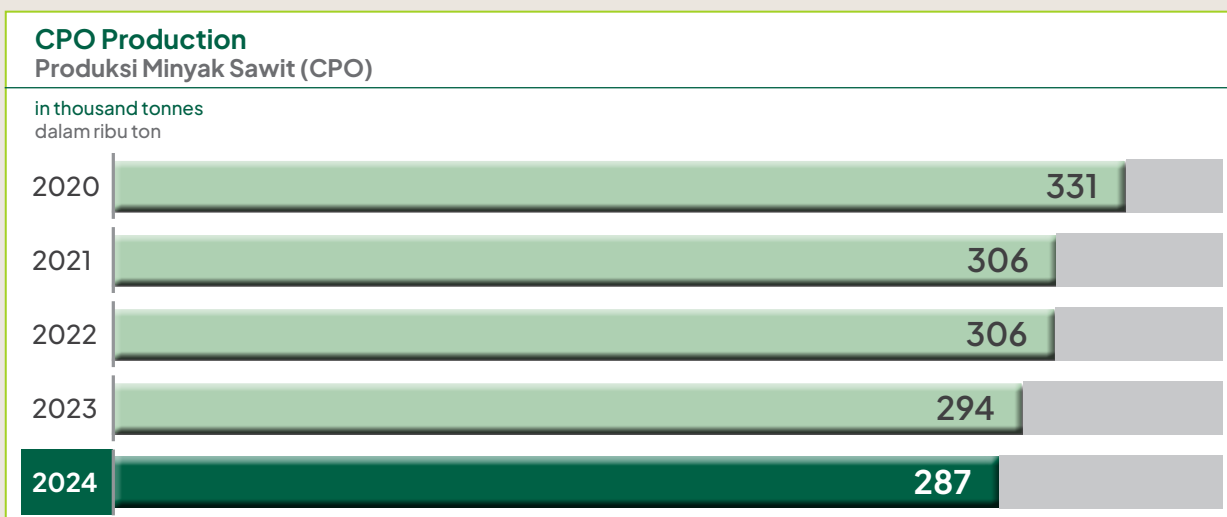 CPO Production
Produksi Minyak Sawit (CPO)
in thousand tonnes
dalam ribu ton
2020 331
2021 306
2022 306
2023 294
2024 287